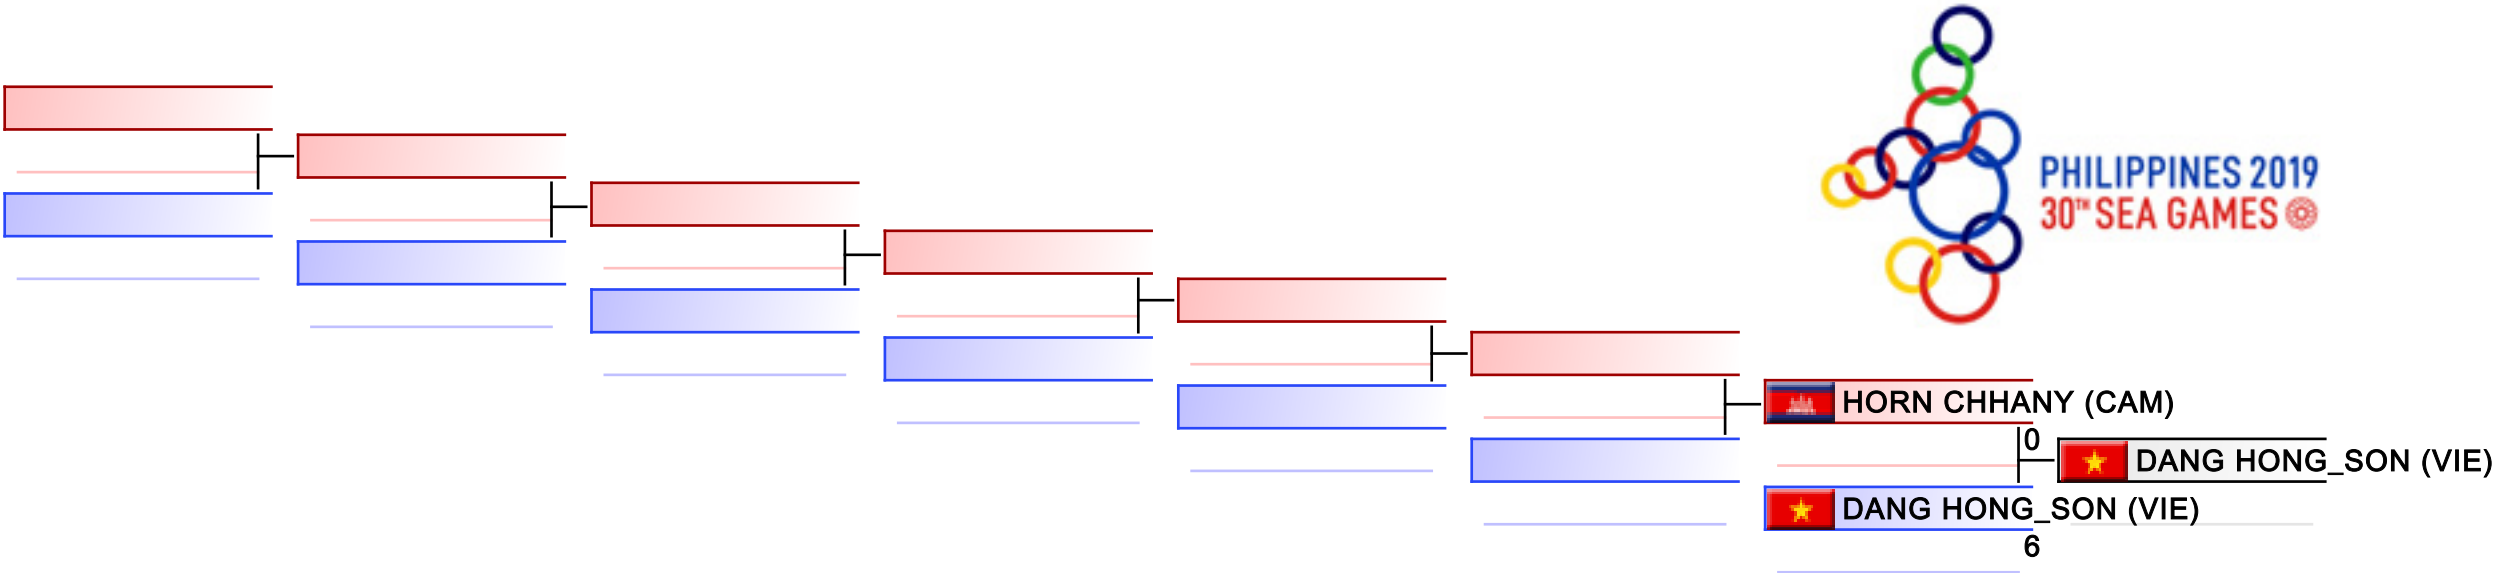 PHILIPPINES 2019
30TH SEA GAMES
HORN CHHANY (CAM)
0
DANG HONG_SON (VIE)
DANG HONG_SON (VIE)
6